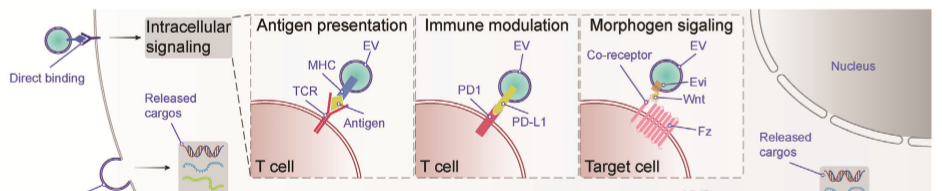 Direct binding
Intracellular
signaling
Released
cargos
Antigen presentation
EV
MHC
TCR
Antigen
T cell
Immune modulation
EV
PD1
PD-L1
T cell
Morphogen sigaling
Co-receptor
EV
Evi
Wnt
Fz
Target cell
Nucleus
Released
cargos